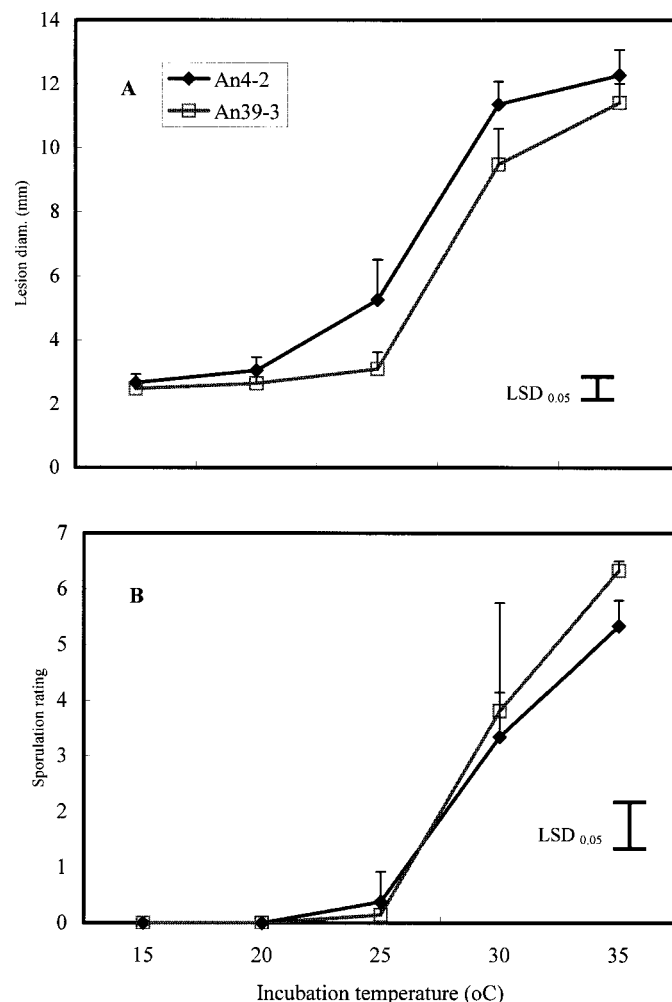 14
12
10
8
6
4
2
0
Lesion diam. (mm)
A
An4-2
An39-3
LSD 0.05
7
6
5
4
3
2
1
0
Sporulation rating
B
LSD 0.05
15 20 25 30 35
Incubation temperature (oC)